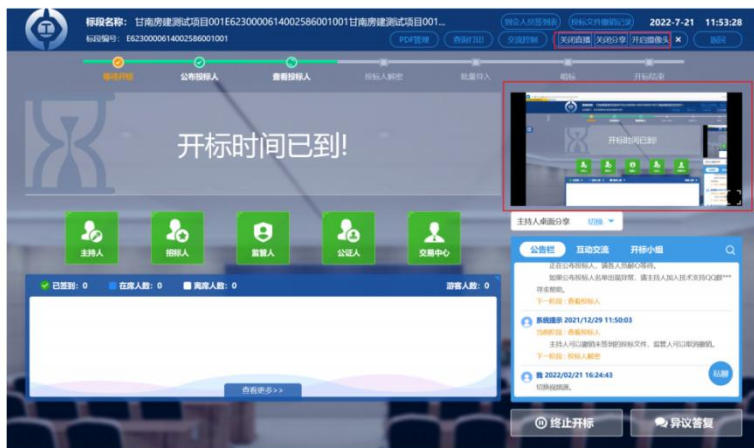 标段名称: 甘南房建测试项目001E6230000614002586001001甘南房建测试项目001...
标段编号: E6230000614002586001001
到会人员签到表
投标文件撤销记录
2022-7-21 11:53:28
PDF管理
查询打印
交流控制
关闭直播 关闭分享 开启摄像头 ×
返回
公布投标人
查看投标人
投标人解密
批量导入
唱标
开标结束
开标时间已到!
开标时间已到!
主持人
招标人
监管人
公证人
交易中心
主持人桌面分享 切换
公告栏 互动交流 开标小组
正在公布投标人, 请各人员耐心等待。
如果公布投标人名单出现异常, 请主持人加入技术支持QQ群***
寻求帮助。
下一阶段: 查看投标人
系统提示 2021/12/29 11:50:03
当前阶段: 查看投标人
主持人可以撤销未签到的投标文件, 监管人可以取消撤销。
下一阶段: 投标人解密
我 2022/02/21 16:24:43
切换视频源。
私聊
已签到: 0 在席人数: 0 离席人数: 0 游客人数: 0
查看更多>>
终止开标
异议答复